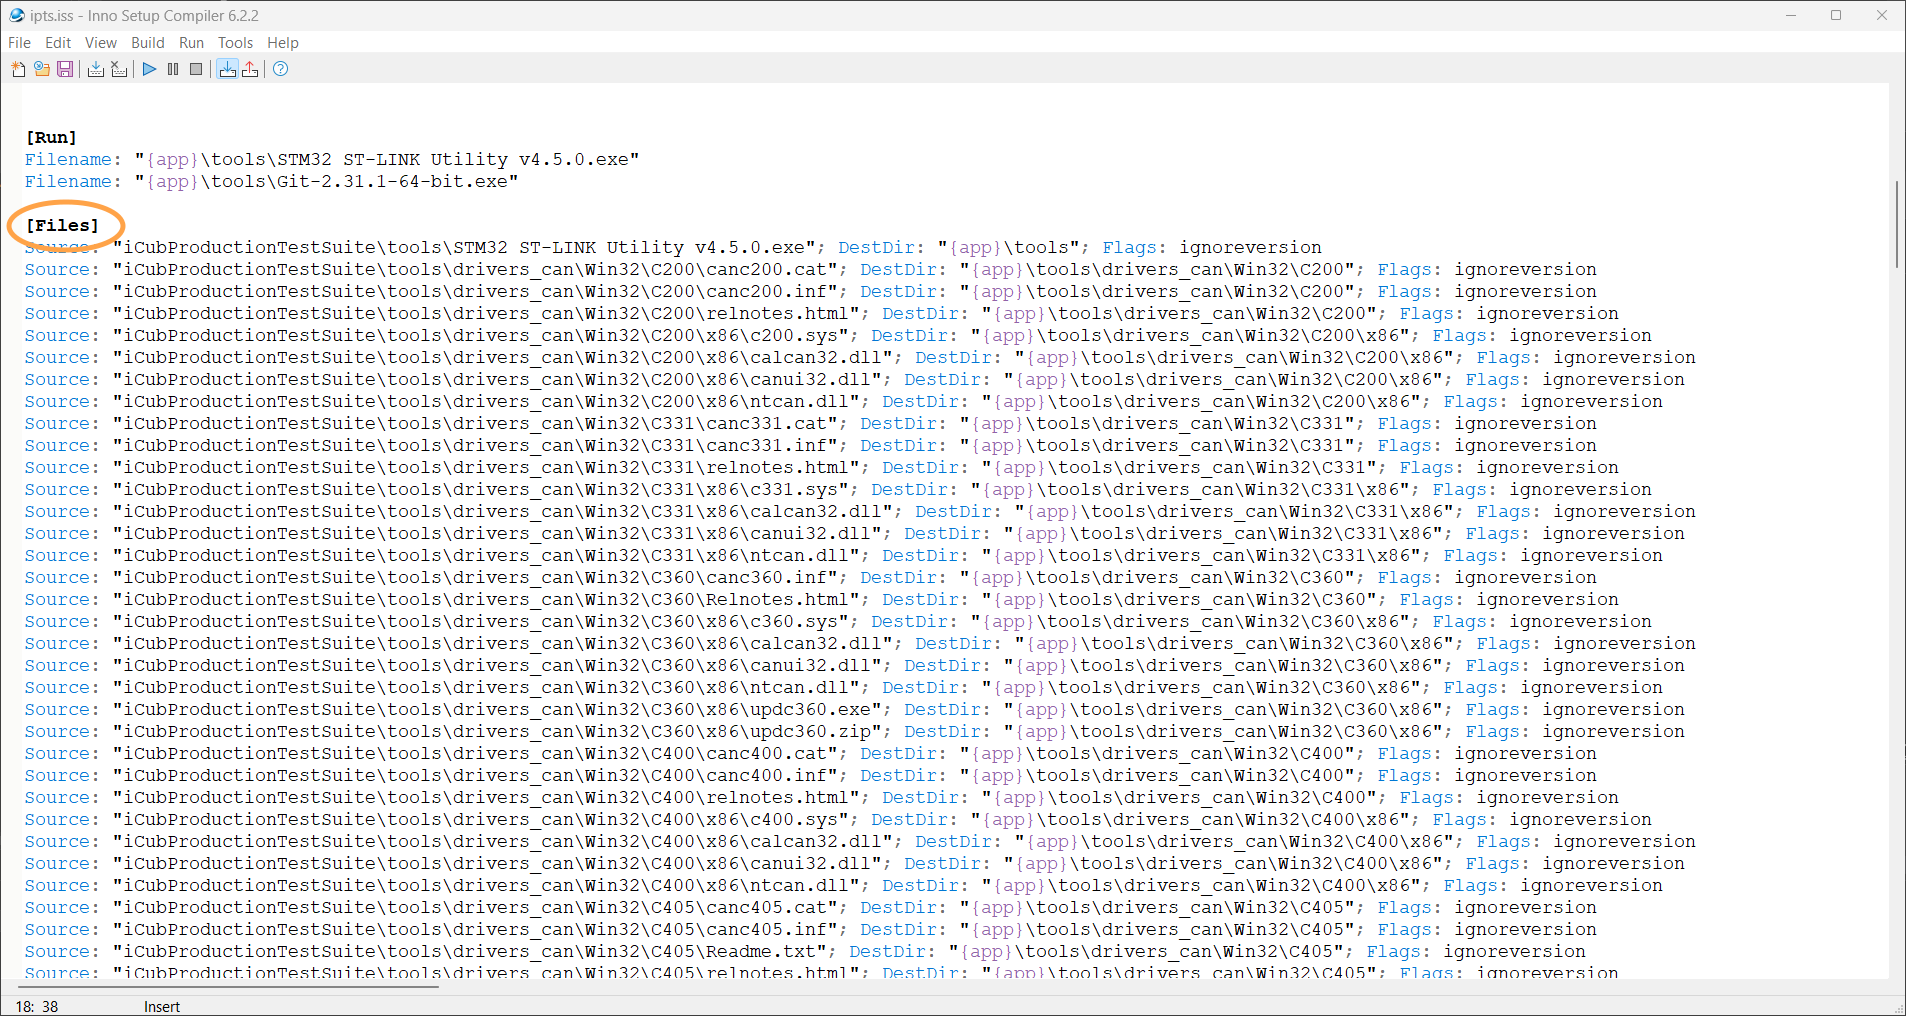 ipts.iss - Inno Setup Compiler 6.2.2
File Edit View Build Run Tools Help
[Run]
Filename: "{app}\tools\STM32 ST-LINK Utility v4.5.0.exe"
Filename: "{app}\tools\Git-2.31.1-64-bit.exe"
[Files]
Source: "iCubProductionTestSuite\tools\STM32 ST-LINK Utility v4.5.0.exe"; DestDir: "{app}\tools"; Flags: ignoreversion
Source: "iCubProductionTestSuite\tools\drivers_can\Win32\C200\canc200.cat"; DestDir: "{app}\tools\drivers_can\Win32\C200"; Flags: ignoreversion
Source: "iCubProductionTestSuite\tools\drivers_can\Win32\C200\canc200.inf"; DestDir: "{app}\tools\drivers_can\Win32\C200"; Flags: ignoreversion
Source: "iCubProductionTestSuite\tools\drivers_can\Win32\C200\relnotes.html"; DestDir: "{app}\tools\drivers_can\Win32\C200"; Flags: ignoreversion
Source: "iCubProductionTestSuite\tools\drivers_can\Win32\C200\x86\c200.sys"; DestDir: "{app}\tools\drivers_can\Win32\C200\x86"; Flags: ignoreversion
Source: "iCubProductionTestSuite\tools\drivers_can\Win32\C200\x86\calcan32.dll"; DestDir: "{app}\tools\drivers_can\Win32\C200\x86"; Flags: ignoreversion
Source: "iCubProductionTestSuite\tools\drivers_can\Win32\C200\x86\canui32.dll"; DestDir: "{app}\tools\drivers_can\Win32\C200\x86"; Flags: ignoreversion
Source: "iCubProductionTestSuite\tools\drivers_can\Win32\C200\x86\ntcan.dll"; DestDir: "{app}\tools\drivers_can\Win32\C200\x86"; Flags: ignoreversion
Source: "iCubProductionTestSuite\tools\drivers_can\Win32\C331\canc331.cat"; DestDir: "{app}\tools\drivers_can\Win32\C331"; Flags: ignoreversion
Source: "iCubProductionTestSuite\tools\drivers_can\Win32\C331\canc331.inf"; DestDir: "{app}\tools\drivers_can\Win32\C331"; Flags: ignoreversion
Source: "iCubProductionTestSuite\tools\drivers_can\Win32\C331\relnotes.html"; DestDir: "{app}\tools\drivers_can\Win32\C331"; Flags: ignoreversion
Source: "iCubProductionTestSuite\tools\drivers_can\Win32\C331\x86\c331.sys"; DestDir: "{app}\tools\drivers_can\Win32\C331\x86"; Flags: ignoreversion
Source: "iCubProductionTestSuite\tools\drivers_can\Win32\C331\x86\calcan32.dll"; DestDir: "{app}\tools\drivers_can\Win32\C331\x86"; Flags: ignoreversion
Source: "iCubProductionTestSuite\tools\drivers_can\Win32\C331\x86\canui32.dll"; DestDir: "{app}\tools\drivers_can\Win32\C331\x86"; Flags: ignoreversion
Source: "iCubProductionTestSuite\tools\drivers_can\Win32\C331\x86\ntcan.dll"; DestDir: "{app}\tools\drivers_can\Win32\C331\x86"; Flags: ignoreversion
Source: "iCubProductionTestSuite\tools\drivers_can\Win32\C360\canc360.inf"; DestDir: "{app}\tools\drivers_can\Win32\C360"; Flags: ignoreversion
Source: "iCubProductionTestSuite\tools\drivers_can\Win32\C360\Relnotes.html"; DestDir: "{app}\tools\drivers_can\Win32\C360"; Flags: ignoreversion
Source: "iCubProductionTestSuite\tools\drivers_can\Win32\C360\x86\c360.sys"; DestDir: "{app}\tools\drivers_can\Win32\C360\x86"; Flags: ignoreversion
Source: "iCubProductionTestSuite\tools\drivers_can\Win32\C360\x86\calcan32.dll"; DestDir: "{app}\tools\drivers_can\Win32\C360\x86"; Flags: ignoreversion
Source: "iCubProductionTestSuite\tools\drivers_can\Win32\C360\x86\canui32.dll"; DestDir: "{app}\tools\drivers_can\Win32\C360\x86"; Flags: ignoreversion
Source: "iCubProductionTestSuite\tools\drivers_can\Win32\C360\x86\ntcan.dll"; DestDir: "{app}\tools\drivers_can\Win32\C360\x86"; Flags: ignoreversion
Source: "iCubProductionTestSuite\tools\drivers_can\Win32\C360\x86\updc360.exe"; DestDir: "{app}\tools\drivers_can\Win32\C360\x86"; Flags: ignoreversion
Source: "iCubProductionTestSuite\tools\drivers_can\Win32\C360\x86\updc360.zip"; DestDir: "{app}\tools\drivers_can\Win32\C360\x86"; Flags: ignoreversion
Source: "iCubProductionTestSuite\tools\drivers_can\Win32\C400\canc400.cat"; DestDir: "{app}\tools\drivers_can\Win32\C400"; Flags: ignoreversion
Source: "iCubProductionTestSuite\tools\drivers_can\Win32\C400\canc400.inf"; DestDir: "{app}\tools\drivers_can\Win32\C400"; Flags: ignoreversion
Source: "iCubProductionTestSuite\tools\drivers_can\Win32\C400\relnotes.html"; DestDir: "{app}\tools\drivers_can\Win32\C400"; Flags: ignoreversion
Source: "iCubProductionTestSuite\tools\drivers_can\Win32\C400\x86\c400.sys"; DestDir: "{app}\tools\drivers_can\Win32\C400\x86"; Flags: ignoreversion
Source: "iCubProductionTestSuite\tools\drivers_can\Win32\C400\x86\calcan32.dll"; DestDir: "{app}\tools\drivers_can\Win32\C400\x86"; Flags: ignoreversion
Source: "iCubProductionTestSuite\tools\drivers_can\Win32\C400\x86\canui32.dll"; DestDir: "{app}\tools\drivers_can\Win32\C400\x86"; Flags: ignoreversion
Source: "iCubProductionTestSuite\tools\drivers_can\Win32\C400\x86\ntcan.dll"; DestDir: "{app}\tools\drivers_can\Win32\C400\x86"; Flags: ignoreversion
Source: "iCubProductionTestSuite\tools\drivers_can\Win32\C405\canc405.cat"; DestDir: "{app}\tools\drivers_can\Win32\C405"; Flags: ignoreversion
Source: "iCubProductionTestSuite\tools\drivers_can\Win32\C405\canc405.inf"; DestDir: "{app}\tools\drivers_can\Win32\C405"; Flags: ignoreversion
Source: "iCubProductionTestSuite\tools\drivers_can\Win32\C405\Readme.txt"; DestDir: "{app}\tools\drivers_can\Win32\C405"; Flags: ignoreversion
Source: "iCubProductionTestSuite\tools\drivers_can\Win32\C405\relnotes.html"; DestDir: "{app}\tools\drivers_can\Win32\C405"; Flags: ignoreversion
18: 38 Insert